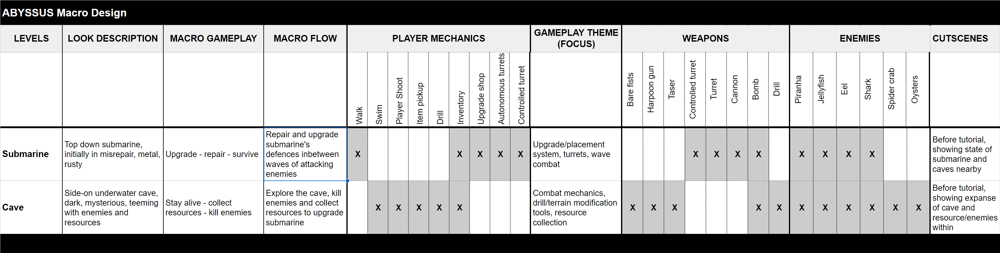 ABYSSUS Macro Design
LEVELS
LOOK DESCRIPTION
MACRO GAMEPLAY
MACRO FLOW
PLAYER MECHANICS
GAMEPLAY THEME
(FOCUS)
WEAPONS
ENEMIES
CUTSCENES
Walk
Swim
Player Shoot
Item pickup
Drill
Inventory
Upgrade shop
Autonomous turrets
Controlled turret
Bare fists
Harpoon gun
Taser
Controlled turret
Turret
Cannon
Bomb
Drill
Piranha
Jellyfish
Eel
Shark
Spider crab
Oysters
Submarine
Top down submarine,
initially in misrepair, metal,
rusty
Upgrade - repair - survive
Repair and upgrade
submarine's
defences inbetween
waves of attacking
enemies
X X X X X
Upgrade/placement
system, turrets, wave
combat
X X X X
X X X X
Before tutorial,
showing state of
submarine and
caves nearby
Cave
Side-on underwater cave,
dark, mysterious, teeming
with enemies and
resources
Stay alive - collect
resources - kill enemies
Explore the cave, kill
enemies and collect
resources to upgrade
submarine
X X X X X
Combat mechanics,
drill/terrain modification
tools, resource
collection
X X X X X
X X X X X X
Before tutorial,
showing expanse
of cave and
resource/enemies
within